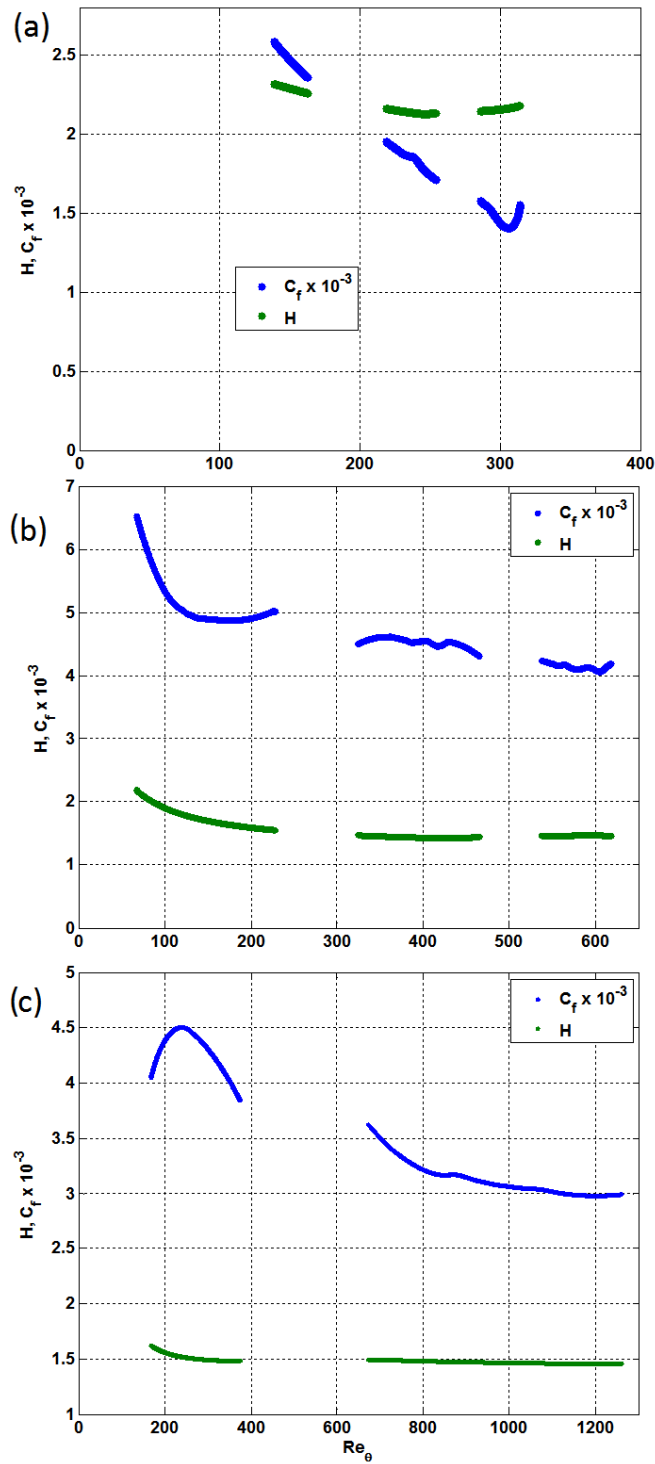 (a)
2.5
2
1.5
1
0.5
0
H, C_f x 10^-3
C_f x 10^-3
H
0 100 200 300 400
(b)
7
6
5
4
3
2
1
0
H, C_f x 10^-3
C_f x 10^-3
H
0 100 200 300 400 500 600
(c)
5
4.5
4
3.5
3
2.5
2
1.5
1
H, C_f x 10^-3
C_f x 10^-3
H
0 200 400 600 800 1000 1200
Re_θ